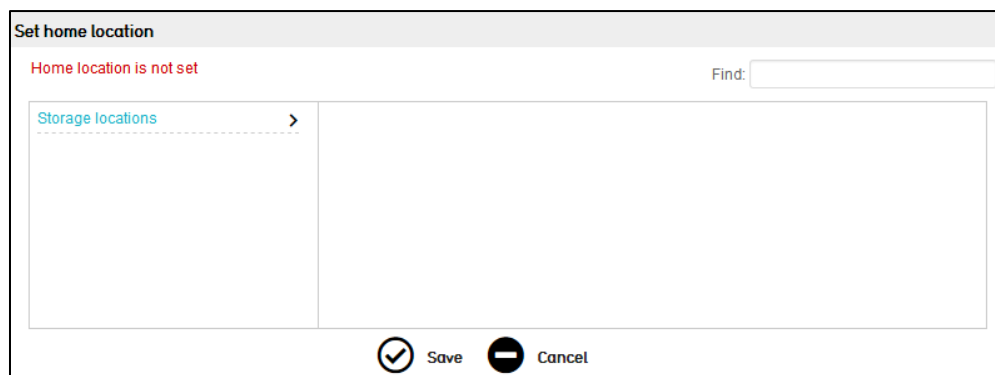 Set home location
Home location is not set
Find:
Storage locations
Save
Cancel